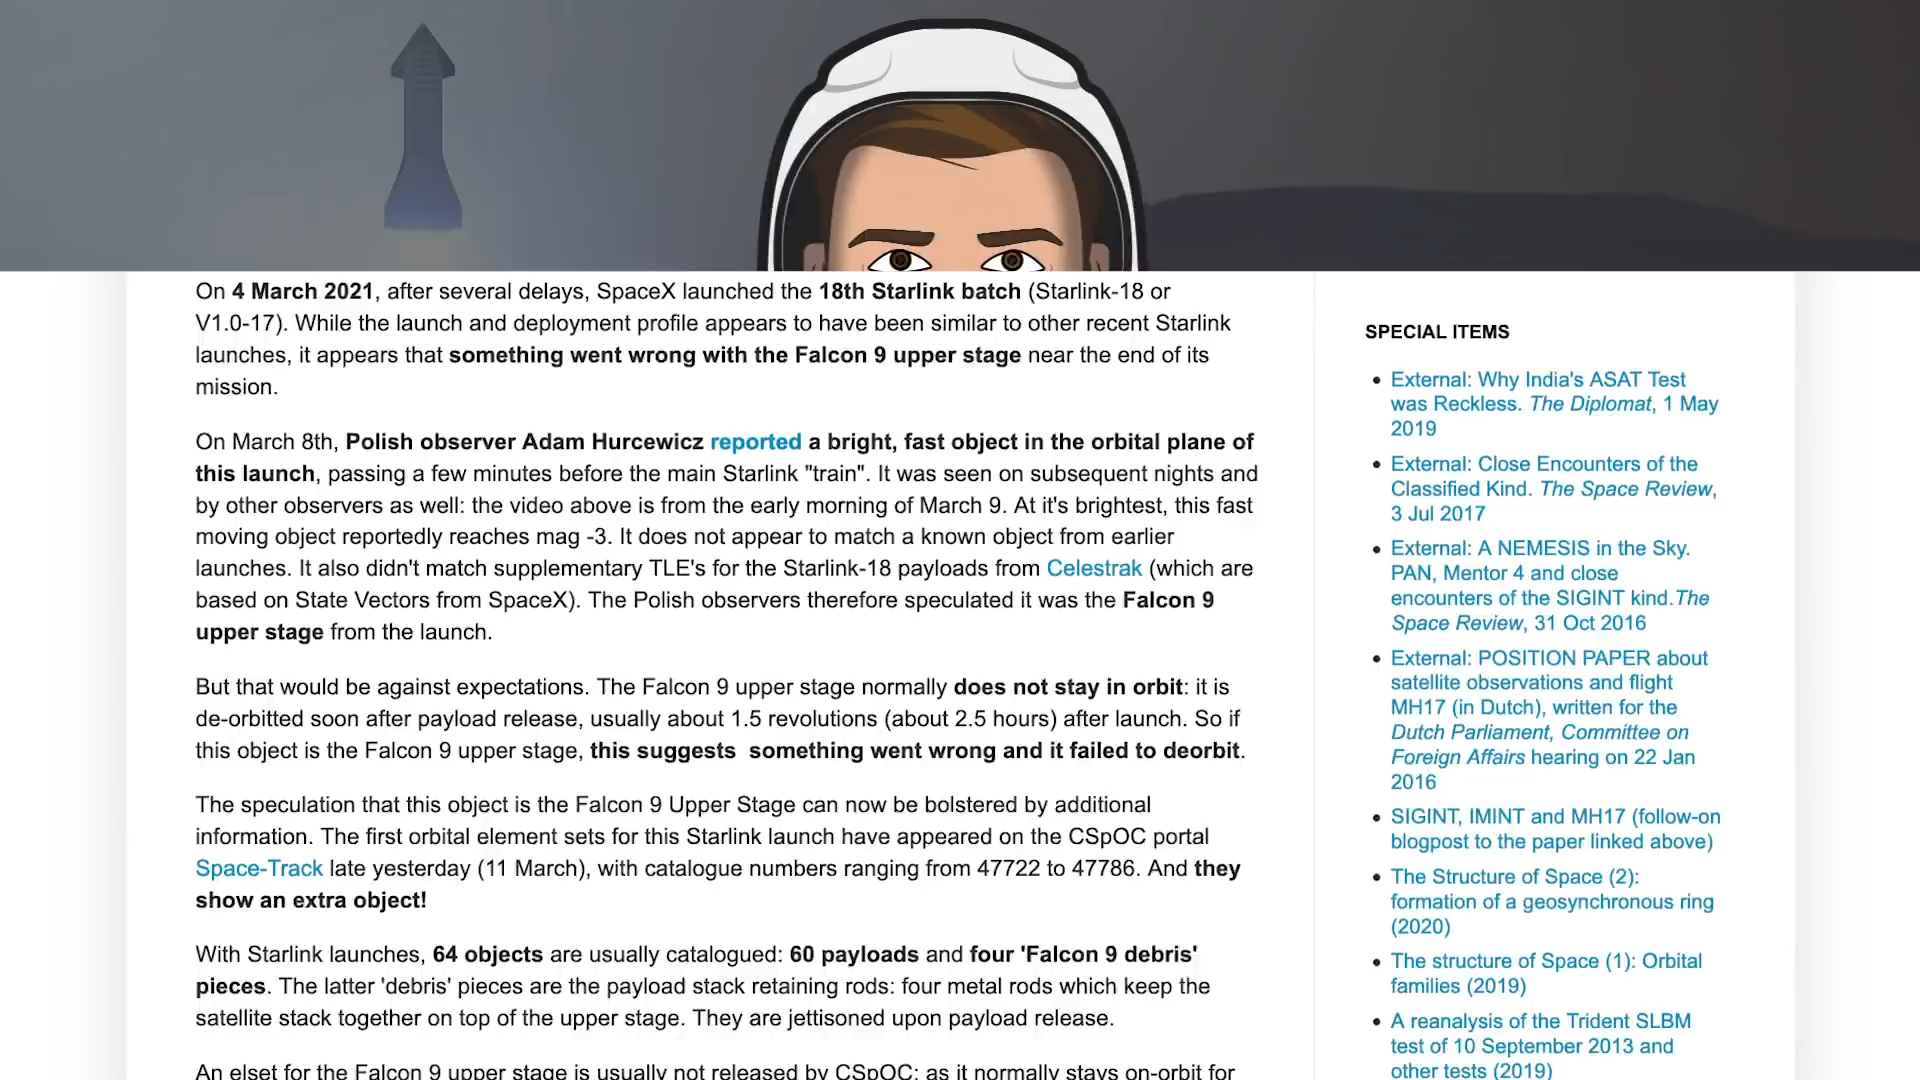 On 4 March 2021, after several delays, SpaceX launched the 18th Starlink batch (Starlink-18 or
V1.0-17). While the launch and deployment profile appears to have been similar to other recent Starlink
launches, it appears that something went wrong with the Falcon 9 upper stage near the end of its
mission.
On March 8th, Polish observer Adam Hurcewicz reported a bright, fast object in the orbital plane of
this launch, passing a few minutes before the main Starlink "train". It was seen on subsequent nights and
by other observers as well: the video above is from the early morning of March 9. At it's brightest, this fast
moving object reportedly reaches mag -3. It does not appear to match a known object from earlier
launches. It also didn't match supplementary TLE's for the Starlink-18 payloads from Celestrak (which are
based on State Vectors from SpaceX). The Polish observers therefore speculated it was the Falcon 9
upper stage from the launch.
But that would be against expectations. The Falcon 9 upper stage normally does not stay in orbit: it is
de-orbitted soon after payload release, usually about 1.5 revolutions (about 2.5 hours) after launch. So if
this object is the Falcon 9 upper stage, this suggests something went wrong and it failed to deorbit.
The speculation that this object is the Falcon 9 Upper Stage can now be bolstered by additional
information. The first orbital element sets for this Starlink launch have appeared on the CSpOC portal
Space-Track late yesterday (11 March), with catalogue numbers ranging from 47722 to 47786. And they
show an extra object!
With Starlink launches, 64 objects are usually catalogued: 60 payloads and four 'Falcon 9 debris'
pieces. The latter 'debris' pieces are the payload stack retaining rods: four metal rods which keep the
satellite stack together on top of the upper stage. They are jettisoned upon payload release.
An elset for the Falcon 9 upper stage is usually not released by CSpOC: as it normally stays on-orbit for
SPECIAL ITEMS
External: Why India's ASAT Test
was Reckless. The Diplomat, 1 May
2019
External: Close Encounters of the
Classified Kind. The Space Review,
3 Jul 2017
External: A NEMESIS in the Sky.
PAN, Mentor 4 and close
encounters of the SIGINT kind.The
Space Review, 31 Oct 2016
External: POSITION PAPER about
satellite observations and flight
MH17 (in Dutch), written for the
Dutch Parliament, Committee on
Foreign Affairs hearing on 22 Jan
2016
SIGINT, IMINT and MH17 (follow-on
blogpost to the paper linked above)
The Structure of Space (2):
formation of a geosynchronous ring
(2020)
The structure of Space (1): Orbital
families (2019)
A reanalysis of the Trident SLBM
test of 10 September 2013 and
other tests (2019)